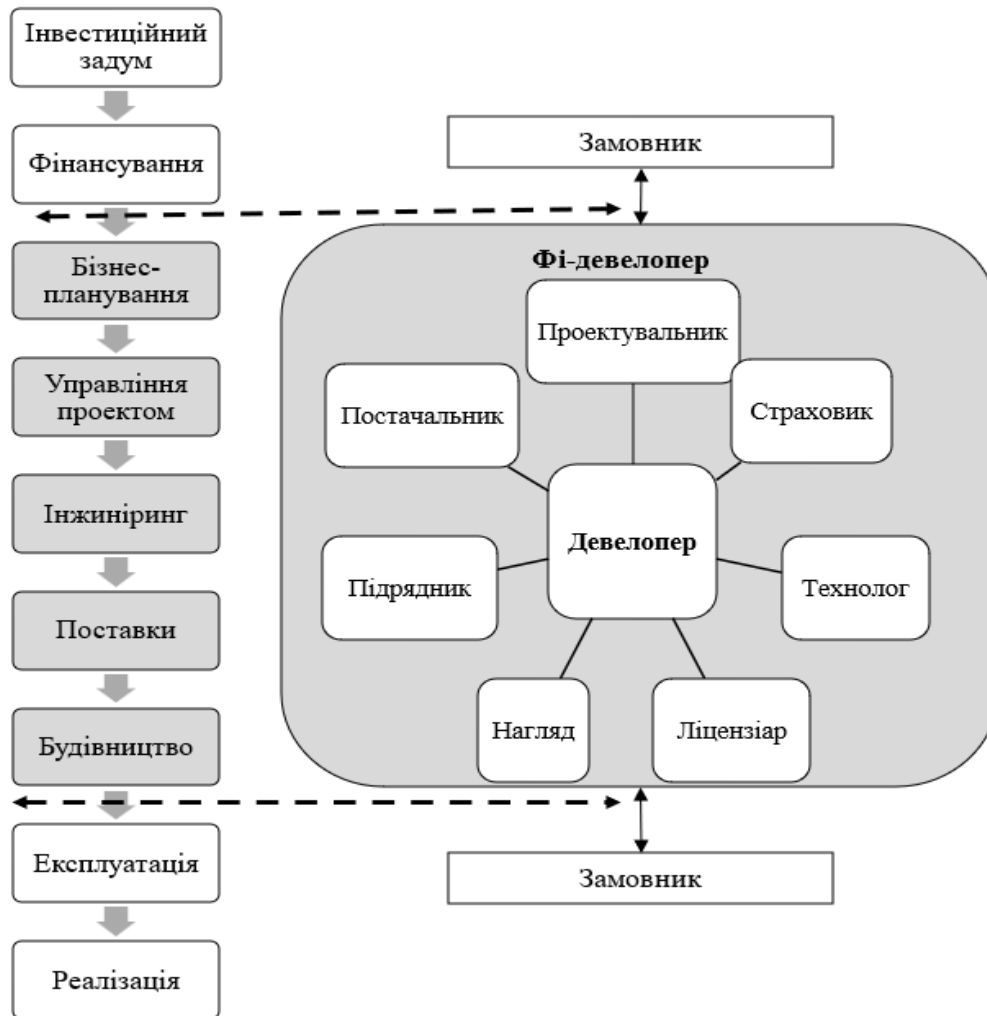 Інвестиційний
задум
Фінансування
Бізнес-
планування
Управління
проектом
Інжиніринг
Поставки
Будівництво
Експлуатація
Реалізація
Замовник
Фі-девелопер
Проектувальник
Постачальник
Страховик
Девелопер
Підрядник
Технолог
Нагляд
Ліцензіар
Замовник